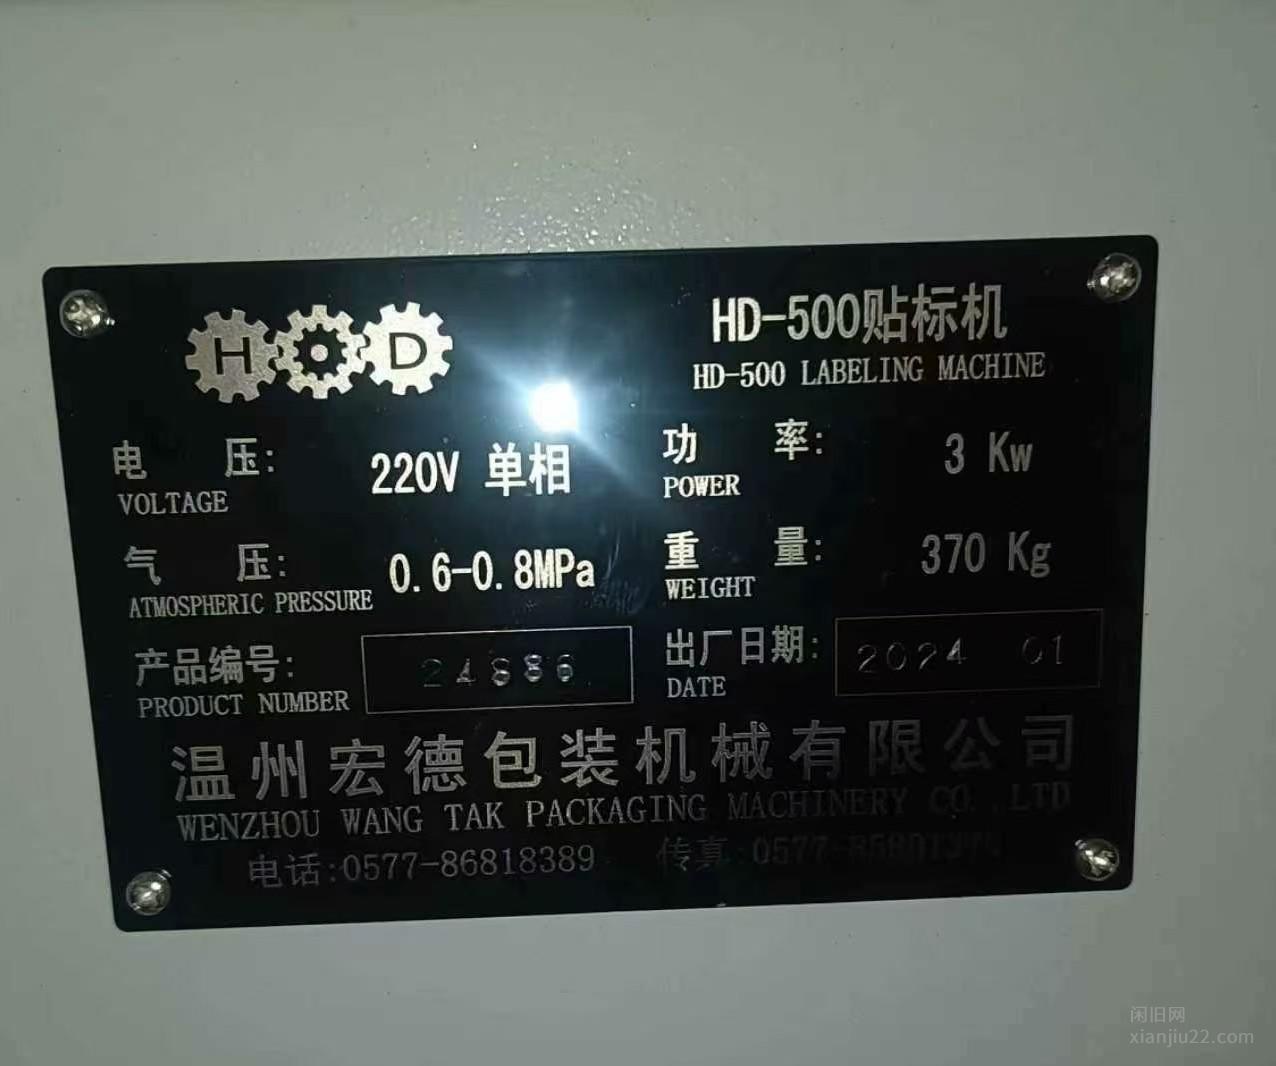 HOD
HD-500贴标机
HD-500 LABELING MACHINE
电 压: 220V 单相
VOLTAGE
功 率: 3 Kw
POWER
气 压: 0.6-0.8MPa
ATMOSPHERIC PRESSURE
重 量: 370 Kg
WEIGHT
产品编号: 24886
PRODUCT NUMBER
出厂日期: 2024 01
DATE
温州宏德包装机械有限公司
WENZHOU WANG TAK PACKAGING MACHINERY CO.,LTD
电话:0577-86818389 传真:
闲旧网
xianjiu22.com